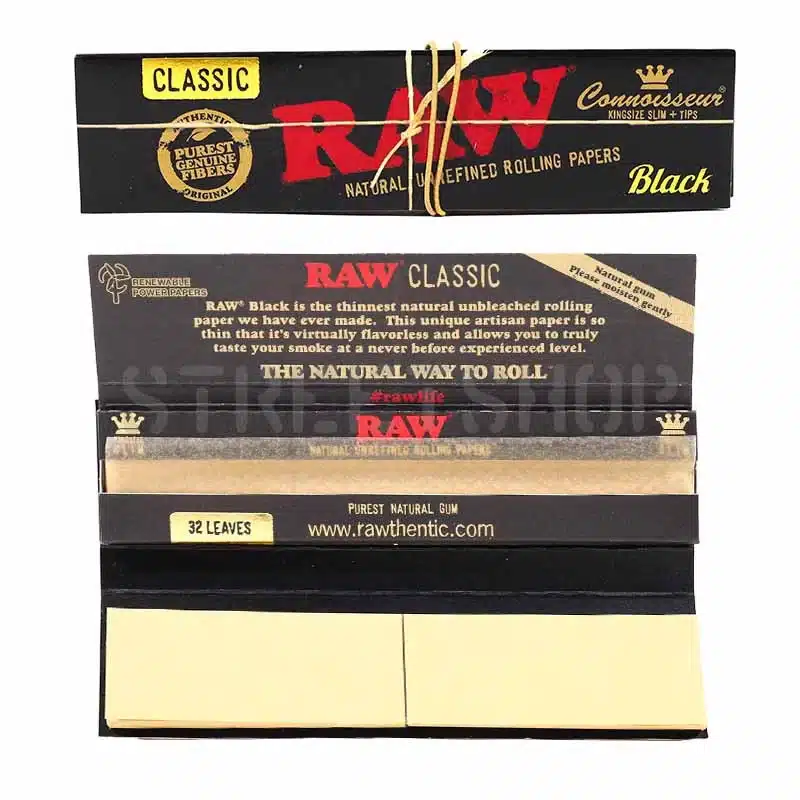 CLASSIC
RAW®
Connoisseur®
KINGSIZE SLIM + TIPS
AUTHENTIC
PUREST
GENUINE
FIBERS
ORIGINAL
NATURAL UNREFINED ROLLING PAPERS
Black
RENEWABLE
POWER PAPERS
RAW® CLASSIC
Natural gum
Please moisten gently
RAW® Black is the thinnest natural unbleached rolling
paper we have ever made. This unique artisan paper is so
thin that it's virtually flavorless and allows you to truly
taste your smoke at a never before experienced level.
THE NATURAL WAY TO ROLL™
#rawlife
STREETSHOP
RAW®
NATURAL UNREFINED ROLLING PAPERS
PUREST NATURAL GUM
32 LEAVES
www.rawthentic.com